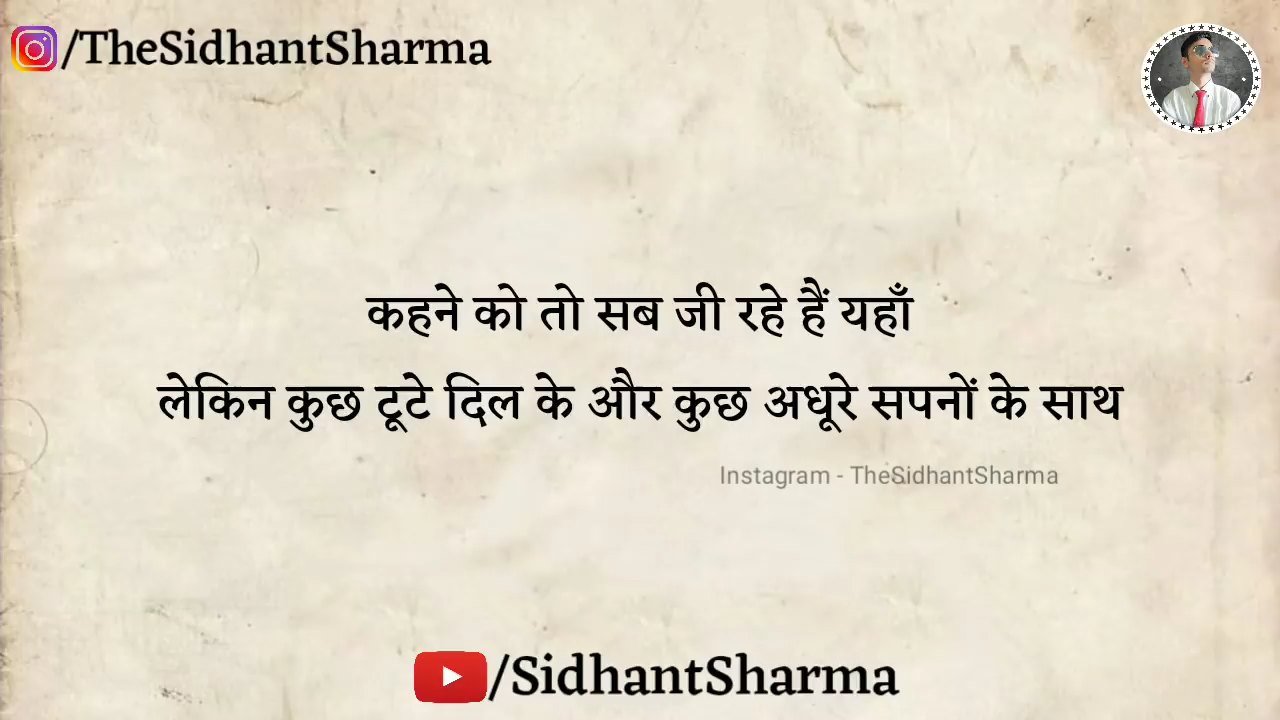 /TheSidhantSharma
कहने को तो सब जी रहे हैं यहाँ
लेकिन कुछ टूटे दिल के और कुछ अधूरे सपनों के साथ
Instagram - TheSidhantSharma
/SidhantSharma